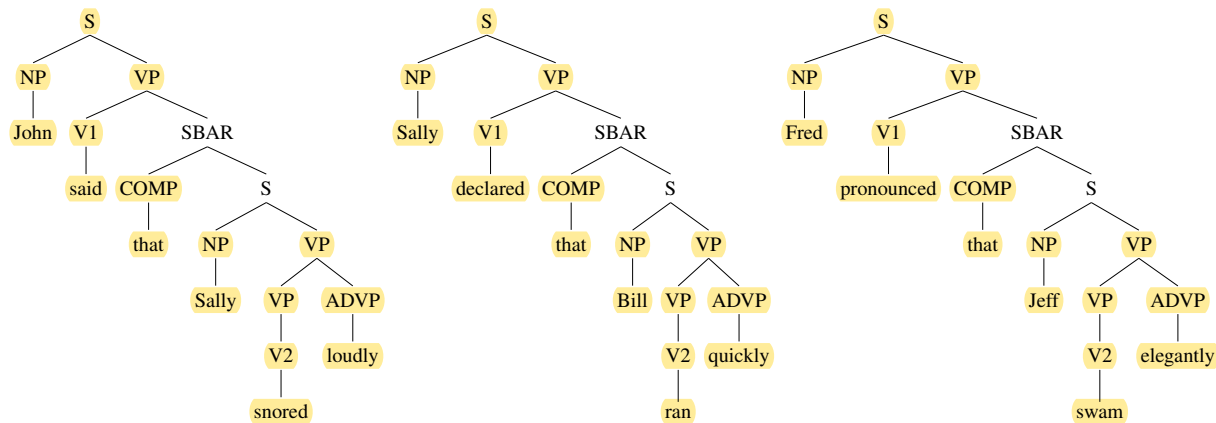 S S S
NP VP NP VP NP VP
John V1 SBAR Sally V1 SBAR Fred V1 SBAR
said COMP S declared COMP S pronounced COMP S
that NP VP that NP VP that NP VP
Sally VP ADVP Bill VP ADVP Jeff VP ADVP
V2 loudly V2 quickly V2 elegantly
snored ran swam